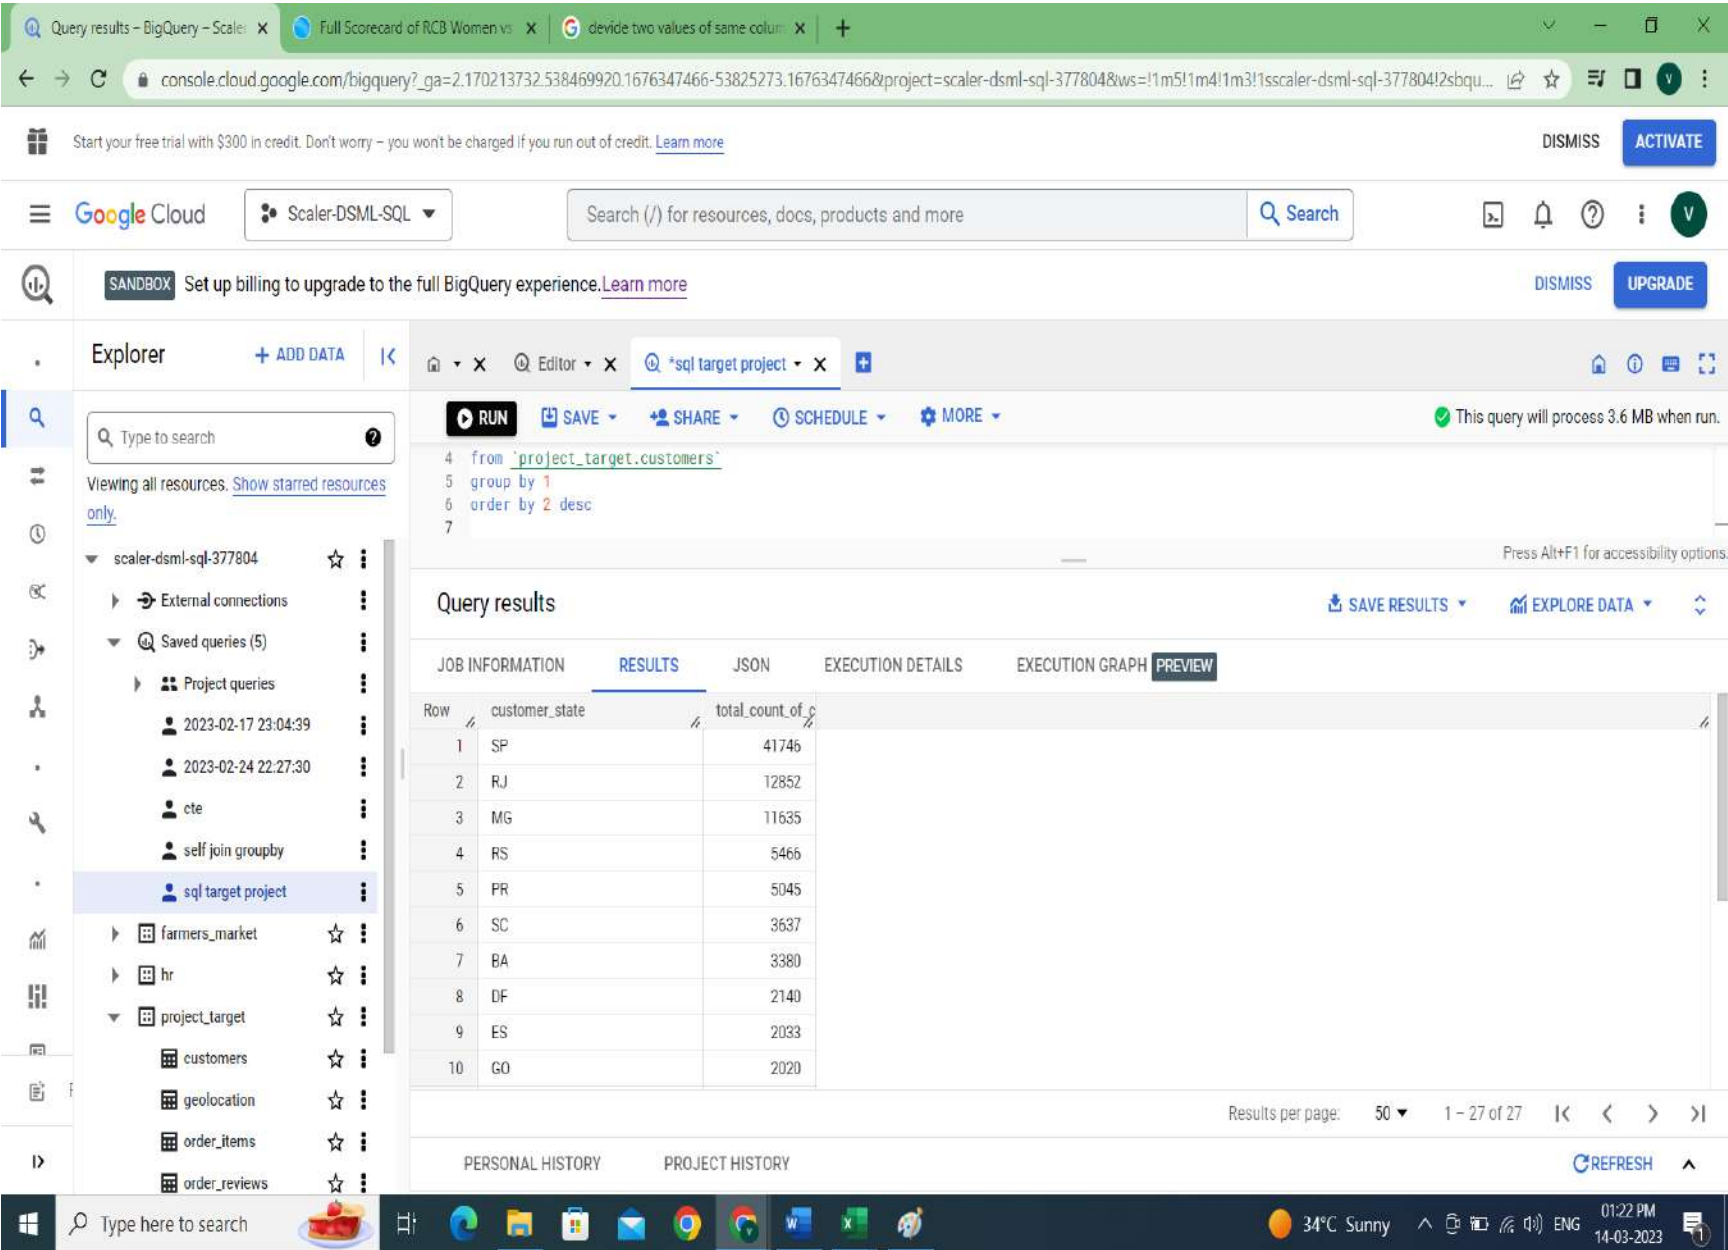 Query results – BigQuery – Scaler
Full Scorecard of RCB Women vs
devide two values of same colum
console.cloud.google.com/bigquery?_ga=2.170213732.538469920.1676347466-53825273.1676347466&project=scaler-dsml-sql-377804&ws=!1m5!1m4!1m3!1sscaler-dsml-sql-377804!2sbqu...
V
Start your free trial with $300 in credit. Don't worry – you won't be charged if you run out of credit. Learn more
DISMISS
ACTIVATE
Google Cloud
Scaler-DSML-SQL
Search (/) for resources, docs, products and more
Search
V
SANDBOX Set up billing to upgrade to the full BigQuery experience.Learn more
DISMISS
UPGRADE
Explorer
+ ADD DATA
Editor
*sql target project
RUN
SAVE
SHARE
SCHEDULE
MORE
This query will process 3.6 MB when run.
Type to search
Viewing all resources. Show starred resources
only.
4 from `project_target.customers`
5 group by 1
6 order by 2 desc
7
Press Alt+F1 for accessibility options.
scaler-dsml-sql-377804
External connections
Saved queries (5)
Project queries
2023-02-17 23:04:39
2023-02-24 22:27:30
cte
self join groupby
sql target project
farmers_market
hr
project_target
customers
geolocation
order_items
order_reviews
Query results
SAVE RESULTS
EXPLORE DATA
JOB INFORMATION
RESULTS
JSON
EXECUTION DETAILS
EXECUTION GRAPH PREVIEW
Row customer_state total_count_of_c
1 SP 41746
2 RJ 12852
3 MG 11635
4 RS 5466
5 PR 5045
6 SC 3637
7 BA 3380
8 DF 2140
9 ES 2033
10 GO 2020
Results per page: 50 1 – 27 of 27
PERSONAL HISTORY
PROJECT HISTORY
REFRESH
Type here to search
34°C Sunny
ENG
01:22 PM
14-03-2023
1